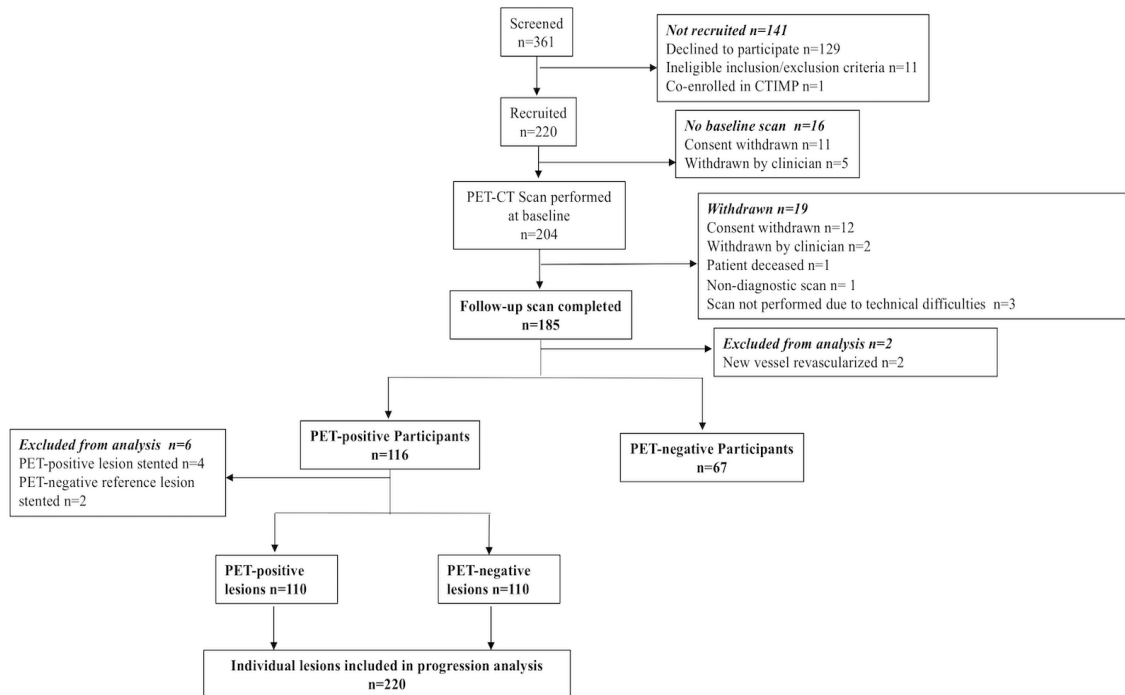 Screened
n=361
Not recruited n=141
Declined to participate n=129
Ineligible inclusion/exclusion criteria n=11
Co-enrolled in CTIMP n=1
Recruited
n=220
No baseline scan n=16
Consent withdrawn n=11
Withdrawn by clinician n=5
PET-CT Scan performed
at baseline
n=204
Withdrawn n=19
Consent withdrawn n=12
Withdrawn by clinician n=2
Patient deceased n=1
Non-diagnostic scan n= 1
Scan not performed due to technical difficulties n=3
Follow-up scan completed
n=185
Excluded from analysis n=2
New vessel revascularized n=2
PET-positive Participants
n=116
PET-negative Participants
n=67
Excluded from analysis n=6
PET-positive lesion stented n=4
PET-negative reference lesion
stented n=2
PET-positive
lesions n=110
PET-negative
lesions n=110
Individual lesions included in progression analysis
n=220